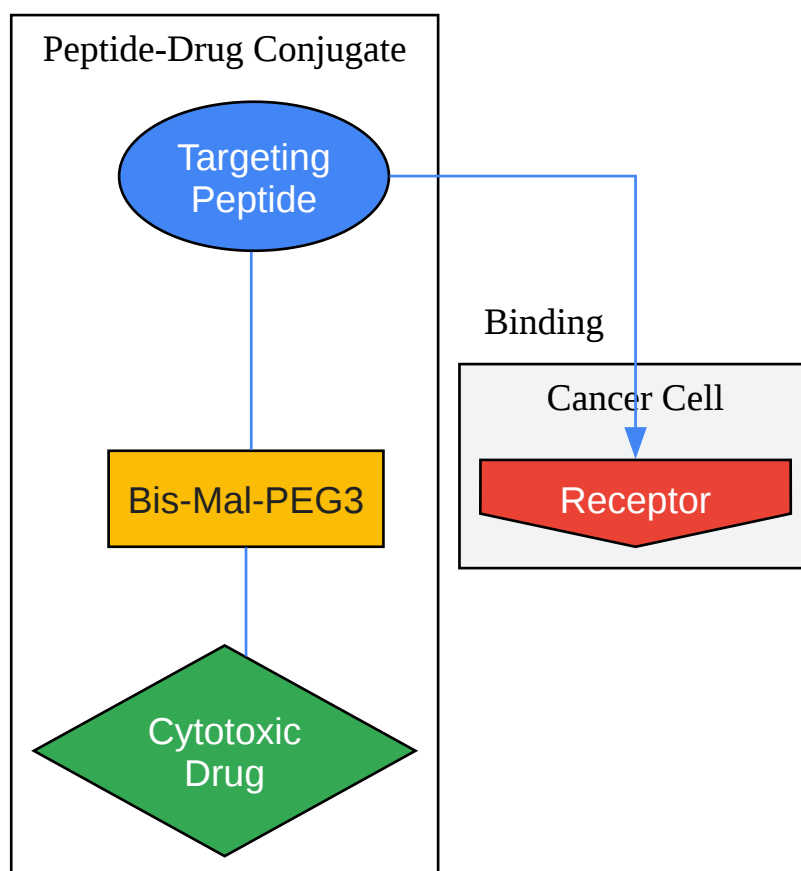 Peptide-Drug Conjugate
Targeting
Peptide
Binding
Cancer Cell
Bis-Mal-PEG3
Receptor
Cytotoxic
Drug